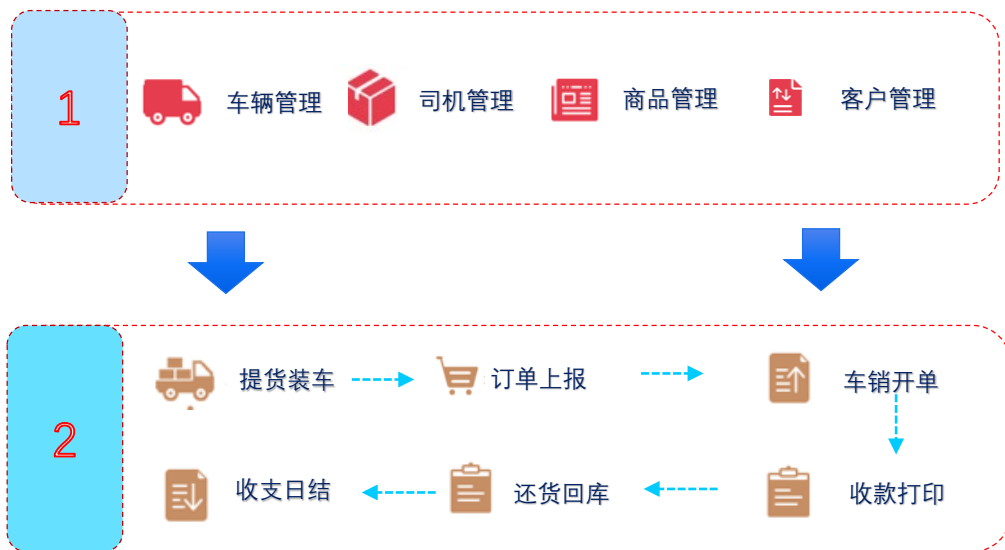 1
车辆管理
司机管理
商品管理
客户管理
2
提货装车
订单上报
车销开单
收支日结
还货回库
收款打印